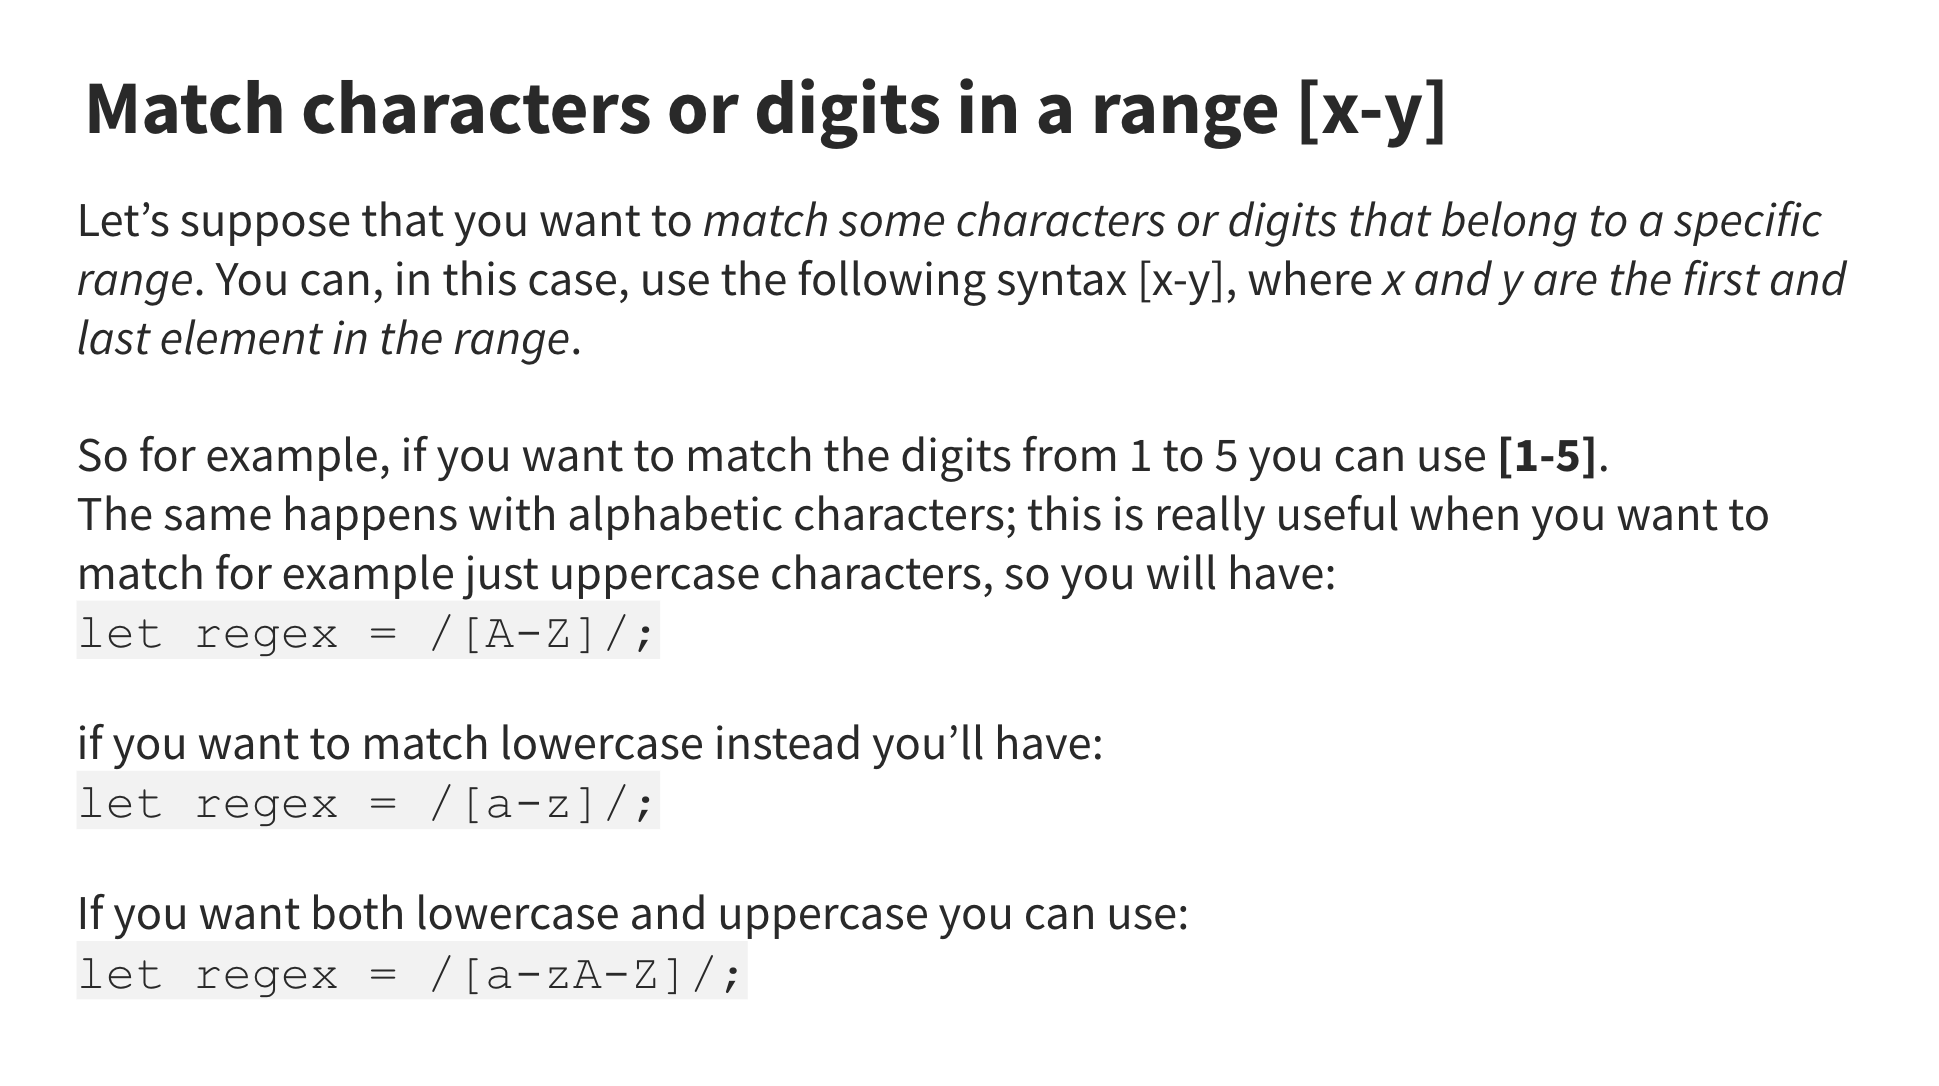 Match characters or digits in a range [x-y]
Let’s suppose that you want to match some characters or digits that belong to a specific
range. You can, in this case, use the following syntax [x-y], where x and y are the first and
last element in the range.
So for example, if you want to match the digits from 1 to 5 you can use [1-5].
The same happens with alphabetic characters; this is really useful when you want to
match for example just uppercase characters, so you will have:
let regex = /[A-Z]/;
if you want to match lowercase instead you’ll have:
let regex = /[a-z]/;
If you want both lowercase and uppercase you can use:
let regex = /[a-zA-Z]/;